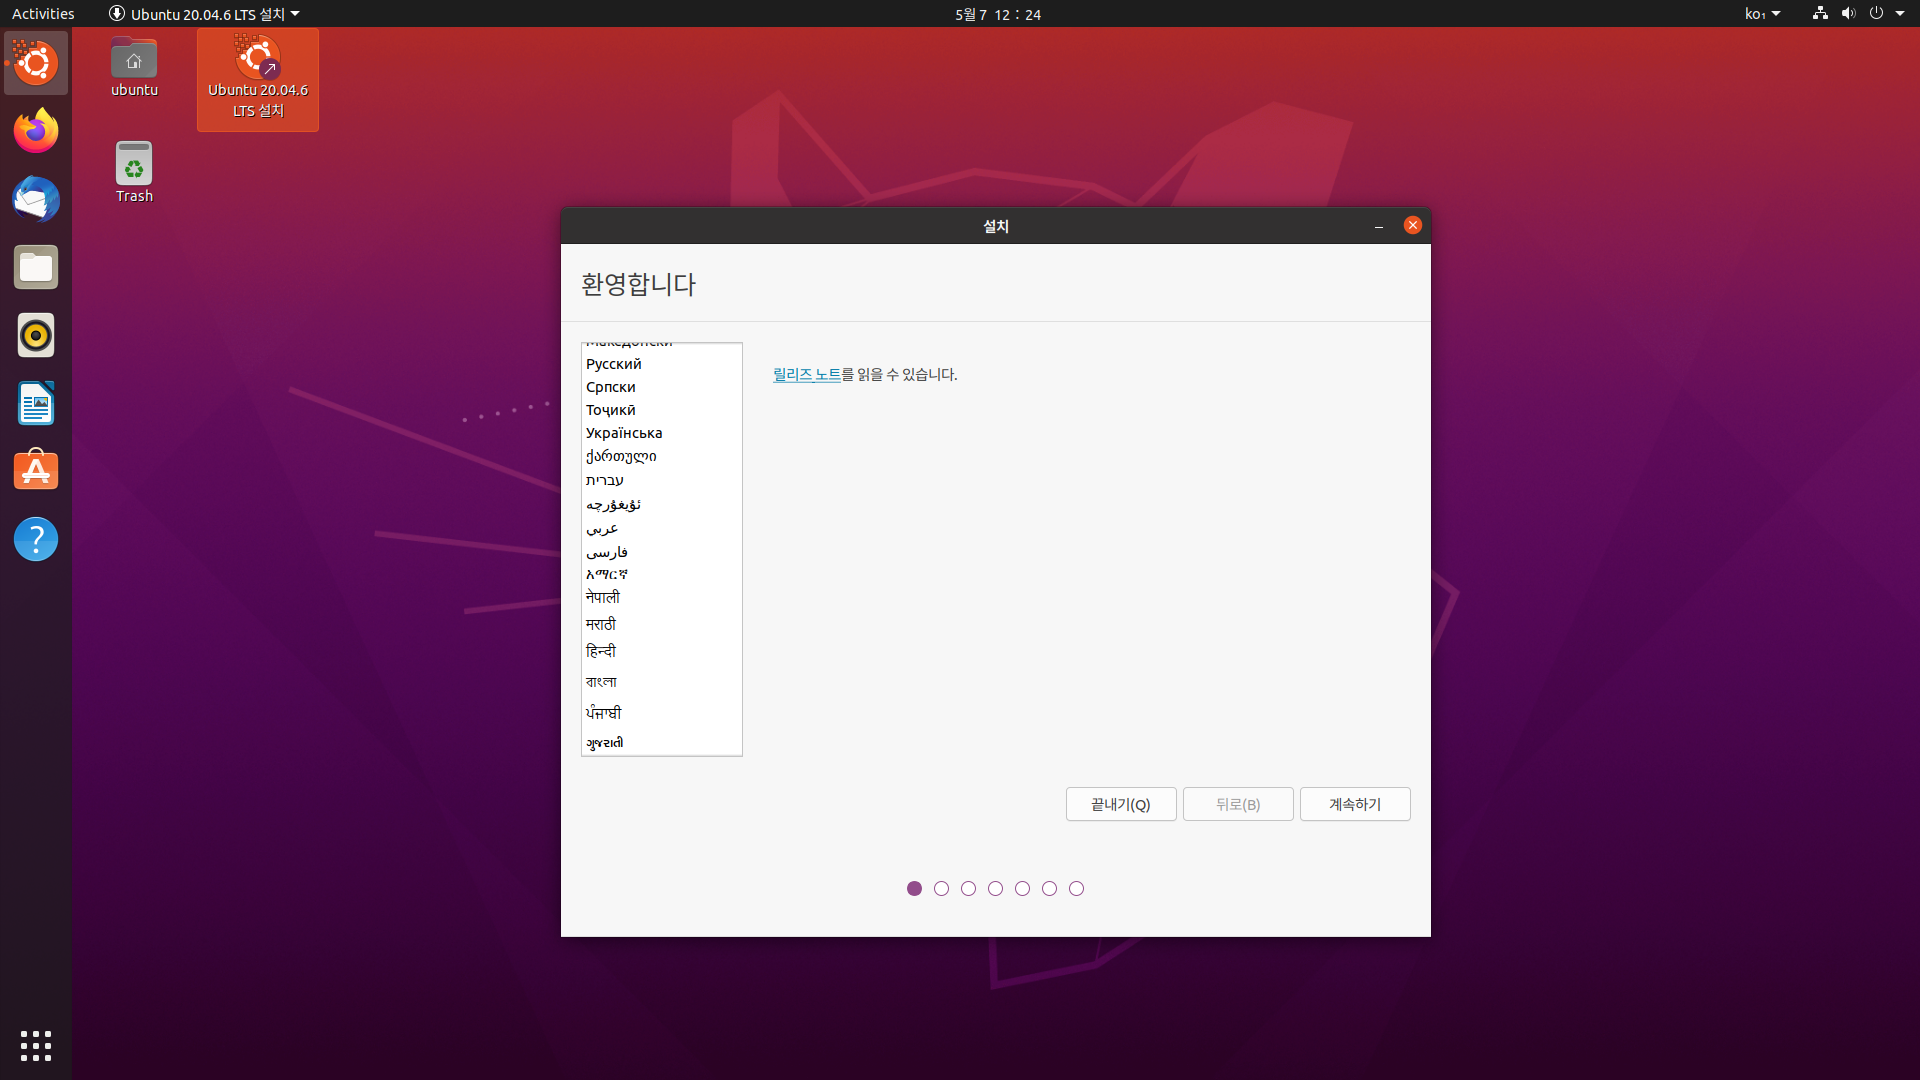 Activities
Ubuntu 20.04.6 LTS 설치
5월 7 12 : 24
ko₁
ubuntu
Ubuntu 20.04.6
LTS 설치
Trash
설치
환영합니다
Македонски
Русский
Српски
Тоҷикӣ
Українська
ქართული
עברית
ئۇيغۇرچە
عربي
فارسی
አማርኛ
नेपाली
मराठी
हिन्दी
বাংলা
ਪੰਜਾਬੀ
ગુજરાતી
릴리즈 노트를 읽을 수 있습니다.
끝내기(Q)
뒤로(B)
계속하기